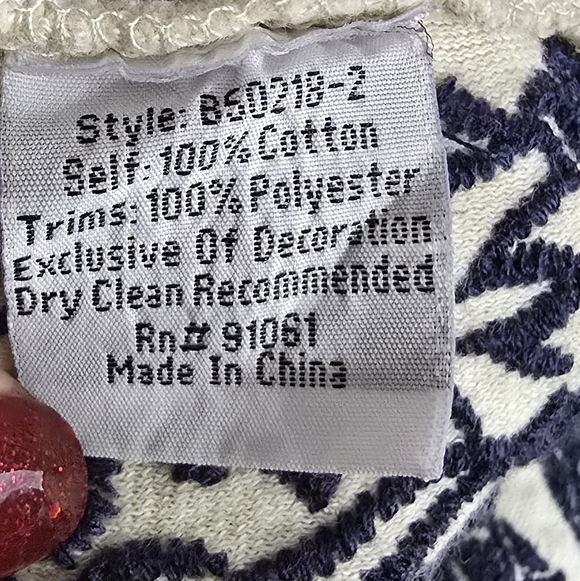 Style: B60218-2
Self: 100% Cotton
Trims: 100% Polyester
Exclusive Of Decoration
Dry Clean Recommended
Rn# 91061
Made In China